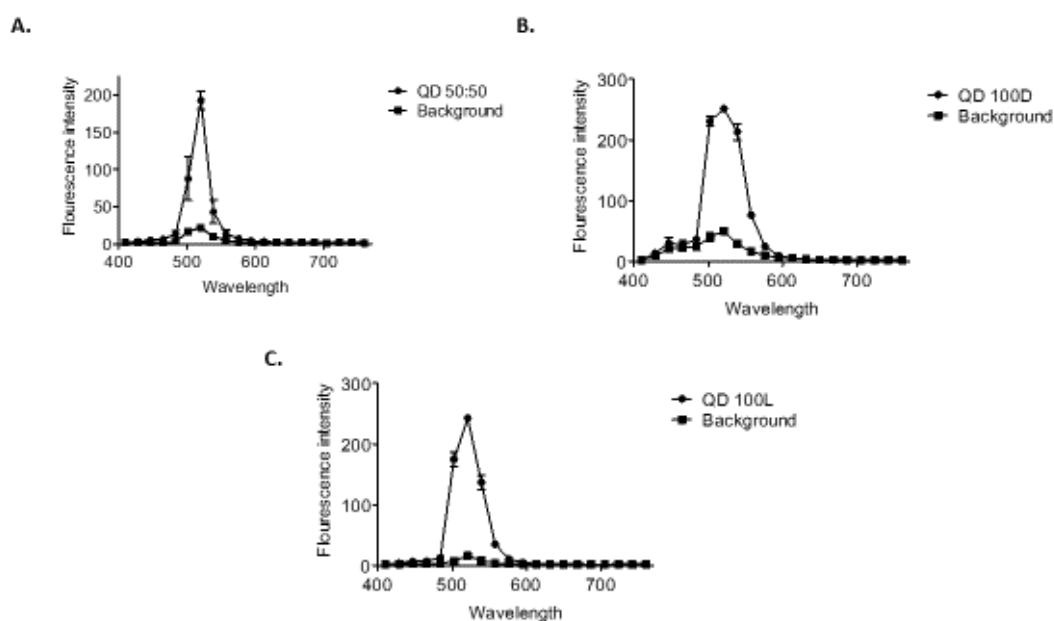 A.
Flourescence intensity
200
150
100
50
0
400 500 600 700
Wavelength
QD 50:50
Background
B.
Flourescence intensity
300
200
100
0
400 500 600 700
Wavelength
QD 100D
Background
C.
Flourescence intensity
300
200
100
0
400 500 600 700
Wavelength
QD 100L
Background